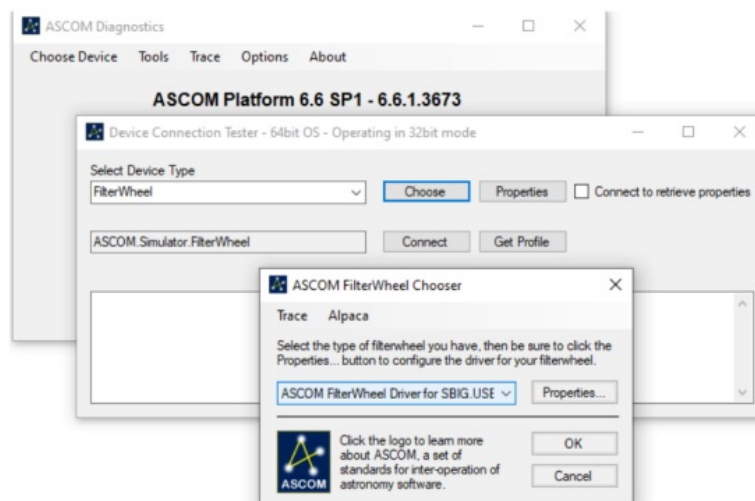 ASCOM Diagnostics
Choose Device Tools Trace Options About
ASCOM Platform 6.6 SP1 - 6.6.1.3673
Device Connection Tester - 64bit OS - Operating in 32bit mode
Select Device Type
FilterWheel Choose Properties Connect to retrieve properties
ASCOM.Simulator.FilterWheel Connect Get Profile
ASCOM FilterWheel Chooser
Trace Alpaca
Select the type of filterwheel you have, then be sure to click the
Properties... button to configure the driver for your filterwheel.
ASCOM FilterWheel Driver for SBIG.USB Properties...
Click the logo to learn more
about ASCOM, a set of
standards for inter-operation of
astronomy software.
OK
Cancel
ASCOM